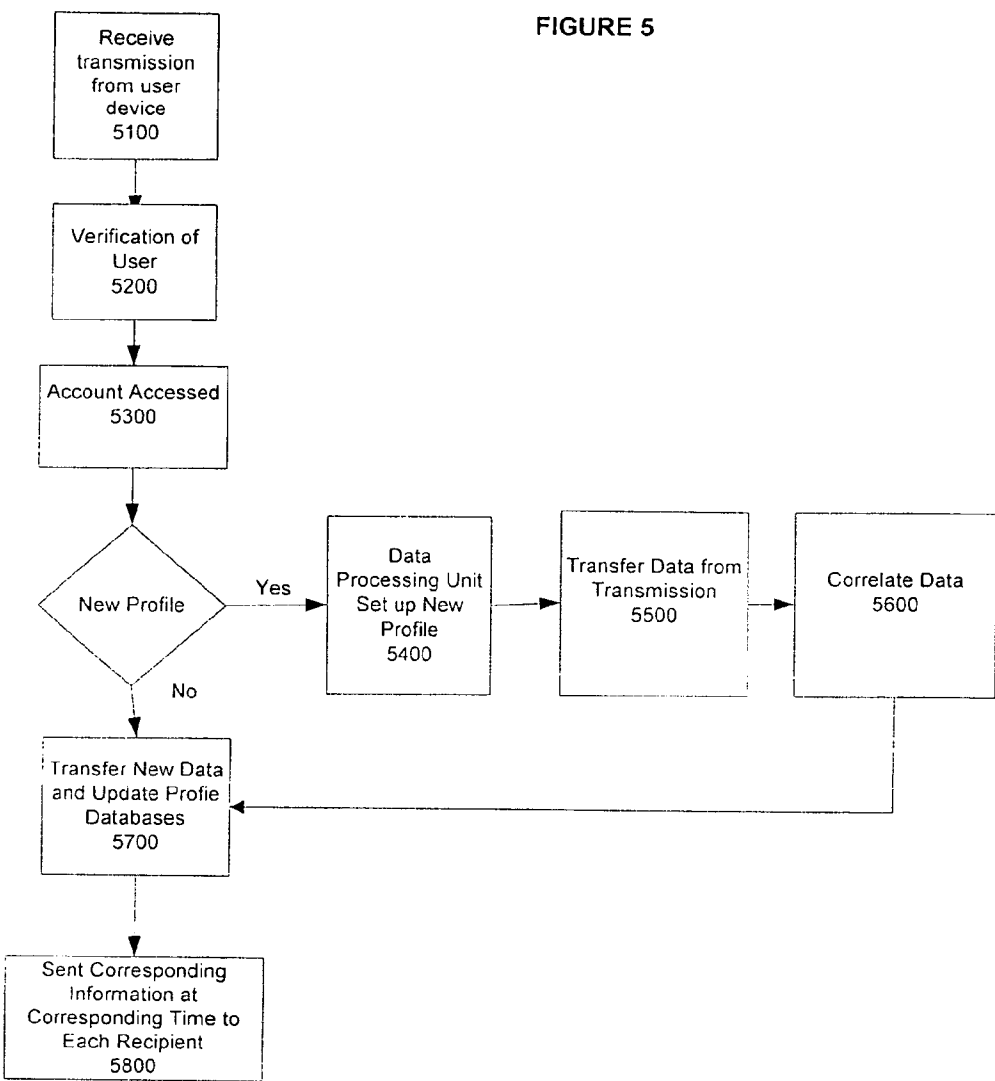 FIGURE 5
Receive
transmission
from user
device
5100
Verification of
User
5200
Account Accessed
5300
New Profile
Yes
No
Data
Processing Unit
Set up New
Profile
5400
Transfer Data from
Transmission
5500
Correlate Data
5600
Transfer New Data
and Update Profie
Databases
5700
Sent Corresponding
Information at
Corresponding Time to
Each Recipient
5800